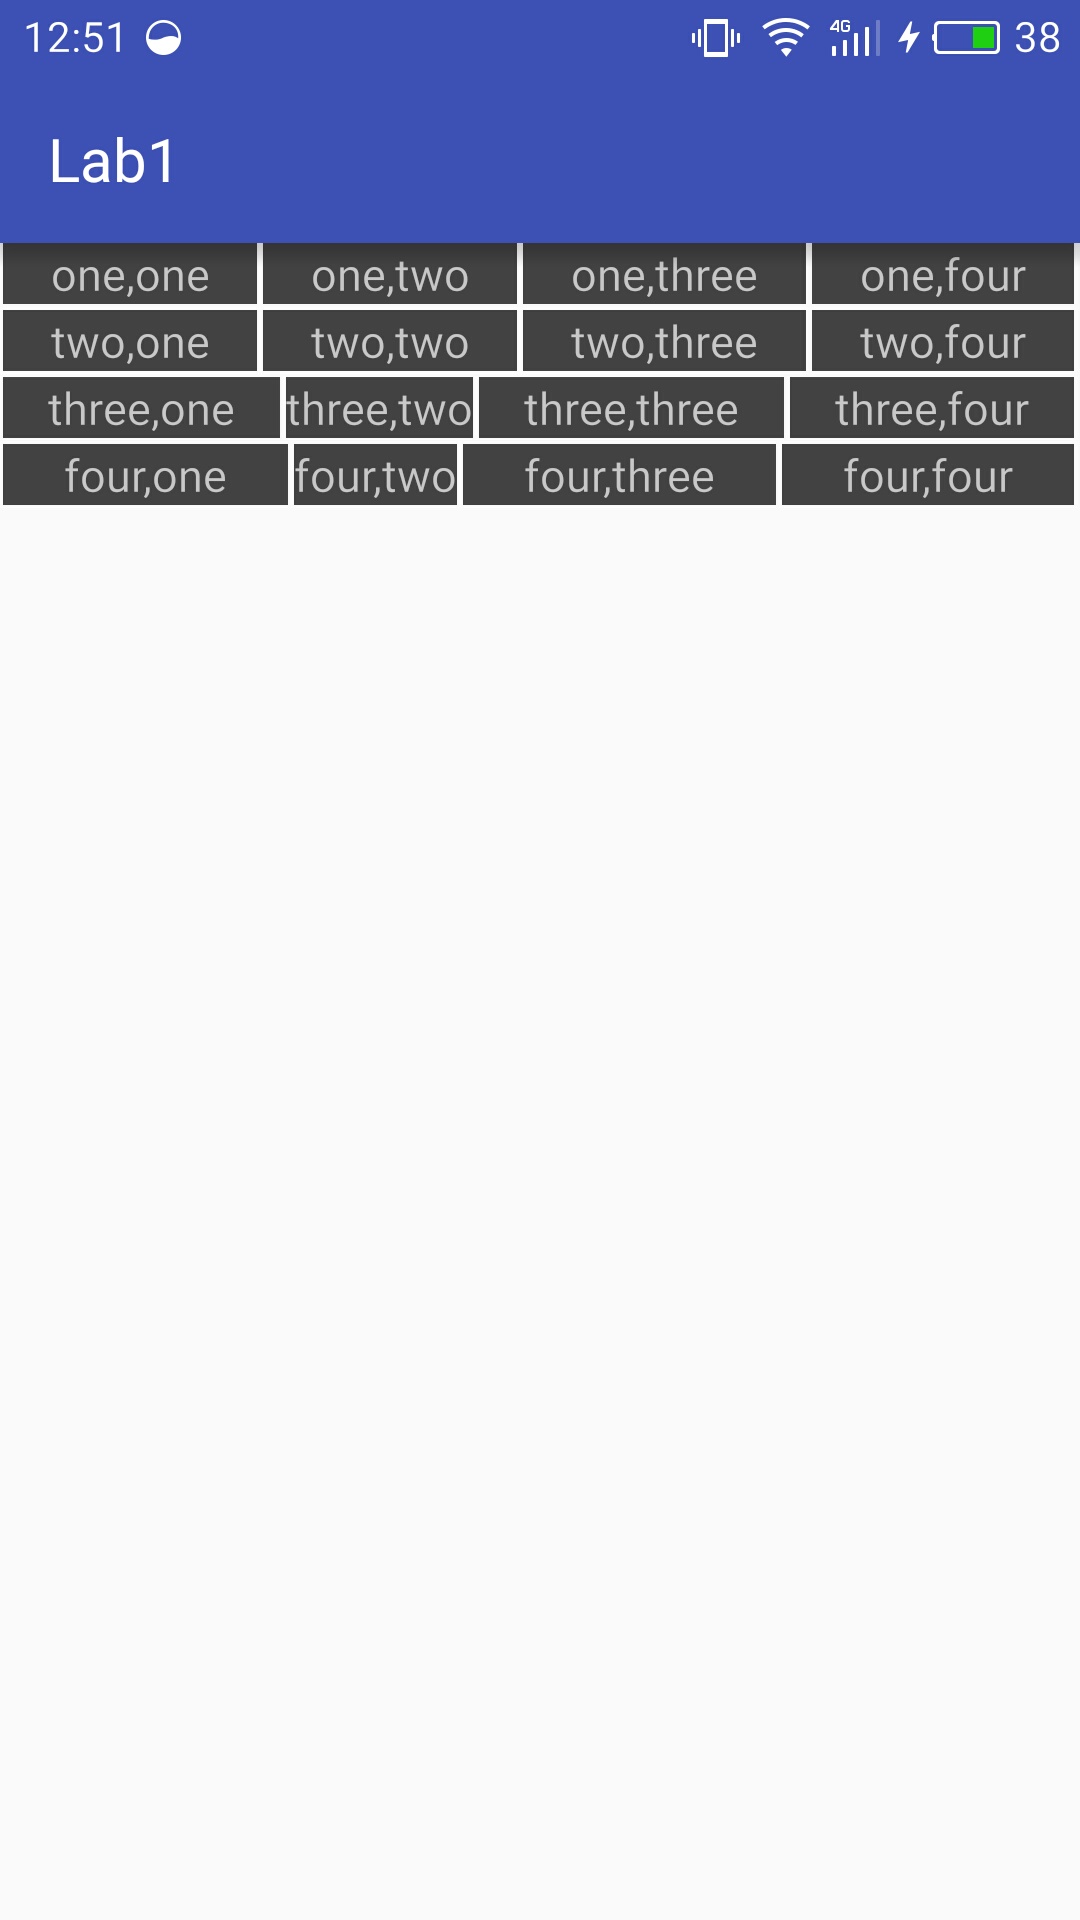 12:51 4G 38
Lab1
one,one one,two one,three one,four
two,one two,two two,three two,four
three,one three,two three,three three,four
four,one four,two four,three four,four